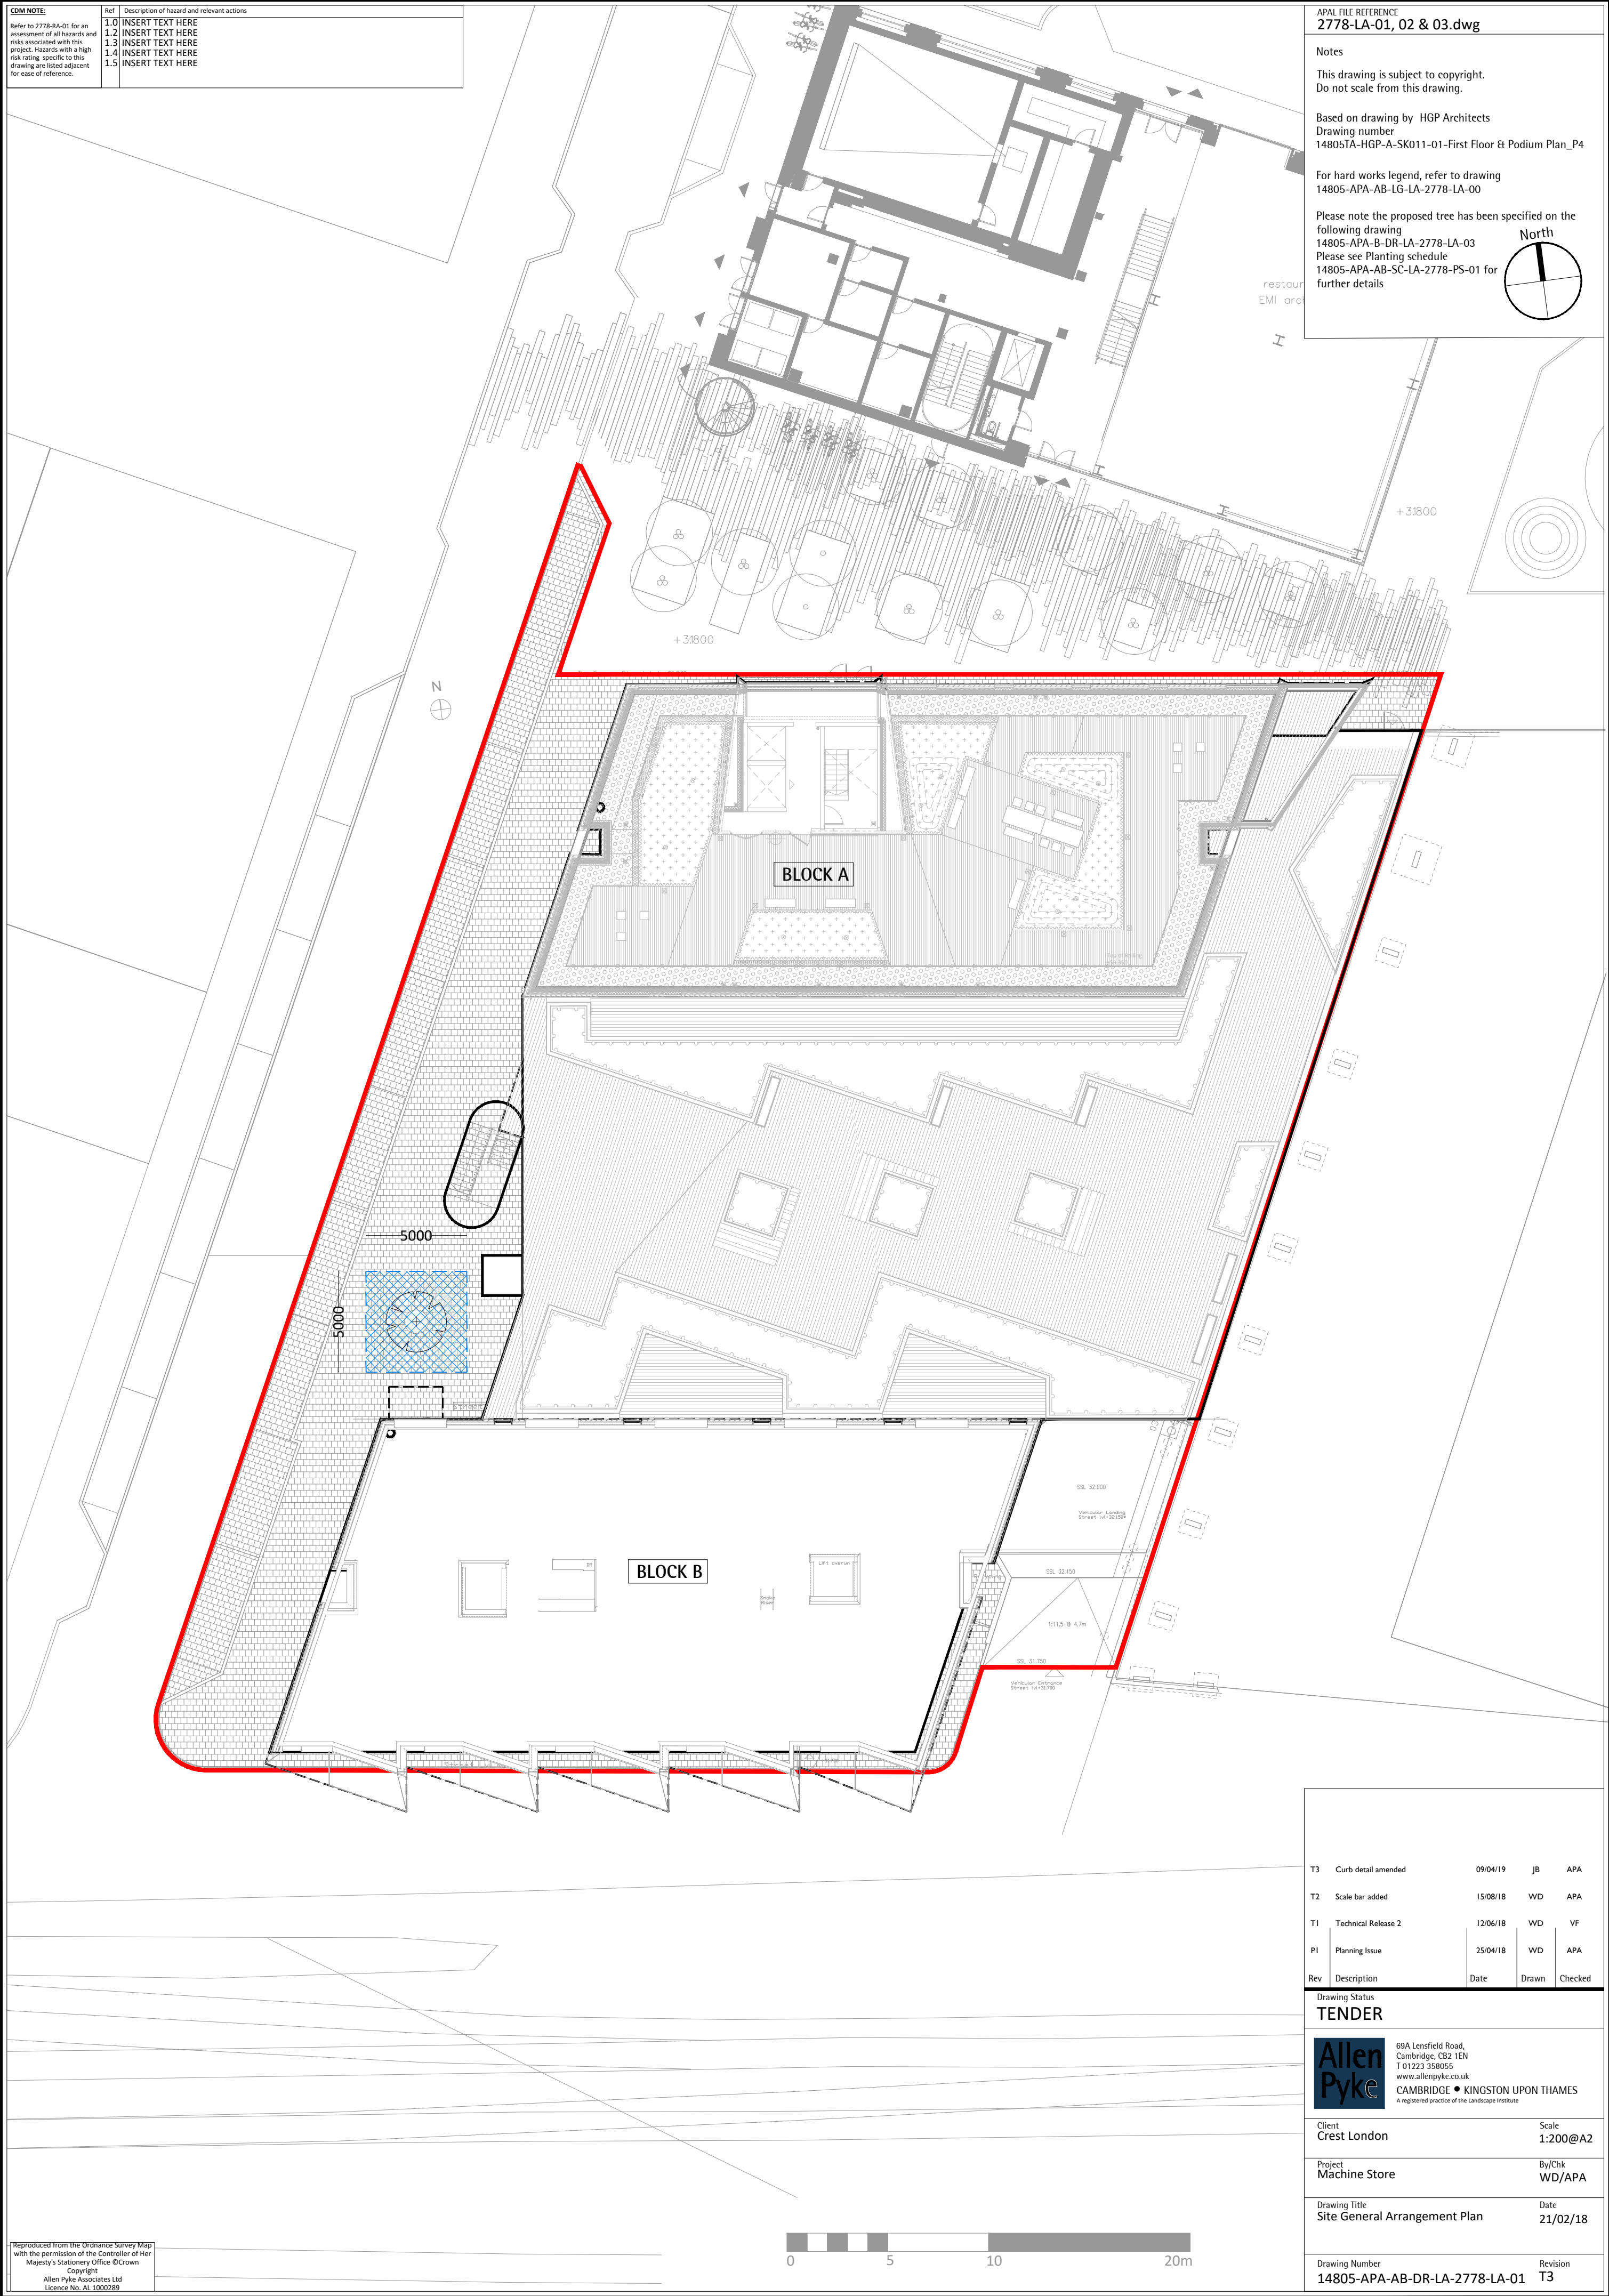 CDM NOTE:
Refer to 2778-RA-01 for an
assessment of all hazards and
risks associated with this
project. Hazards with a high
risk rating specific to this
drawing are listed adjacent
for ease of reference.
Ref Description of hazard and relevant actions
1.0 INSERT TEXT HERE
1.2 INSERT TEXT HERE
1.3 INSERT TEXT HERE
1.4 INSERT TEXT HERE
1.5 INSERT TEXT HERE
APAL FILE REFERENCE
2778-LA-01, 02 & 03.dwg
Notes
This drawing is subject to copyright.
Do not scale from this drawing.
Based on drawing by HGP Architects
Drawing number
14805TA-HGP-A-SK011-01-First Floor & Podium Plan_P4
For hard works legend, refer to drawing
14805-APA-AB-LG-LA-2778-LA-00
Please note the proposed tree has been specified on the
following drawing
14805-APA-B-DR-LA-2778-LA-03
Please see Planting schedule
14805-APA-AB-SC-LA-2778-PS-01 for
further details
North
restaur
EMI arc
+31.800
+31.800
N
BLOCK A
5000
5000
BLOCK B
DR
Lift overun
SSL 32.000
Vehicular Landing
SSL 32.150
1:11.5 @ 4.7m
SSL 31.750
Vehicular Entrance
T3 Curb detail amended 09/04/19 JB APA
T2 Scale bar added 15/08/18 WD APA
T1 Technical Release 2 12/06/18 WD VF
P1 Planning Issue 25/04/18 WD APA
Rev Description Date Drawn Checked
Drawing Status
TENDER
Allen
Pyke
69A Lensfield Road,
Cambridge, CB2 1EN
T 01223 358055
www.allenpyke.co.uk
CAMBRIDGE • KINGSTON UPON THAMES
A registered practice of the Landscape Institute
Client
Crest London
Scale
1:200@A2
Project
Machine Store
By/Chk
WD/APA
Drawing Title
Site General Arrangement Plan
Date
21/02/18
Drawing Number
14805-APA-AB-DR-LA-2778-LA-01
Revision
T3
0 5 10 20m
Reproduced from the Ordnance Survey Map
with the permission of the Controller of Her
Majesty's Stationery Office ©Crown
Copyright
Allen Pyke Associates Ltd
Licence No. AL 1000289